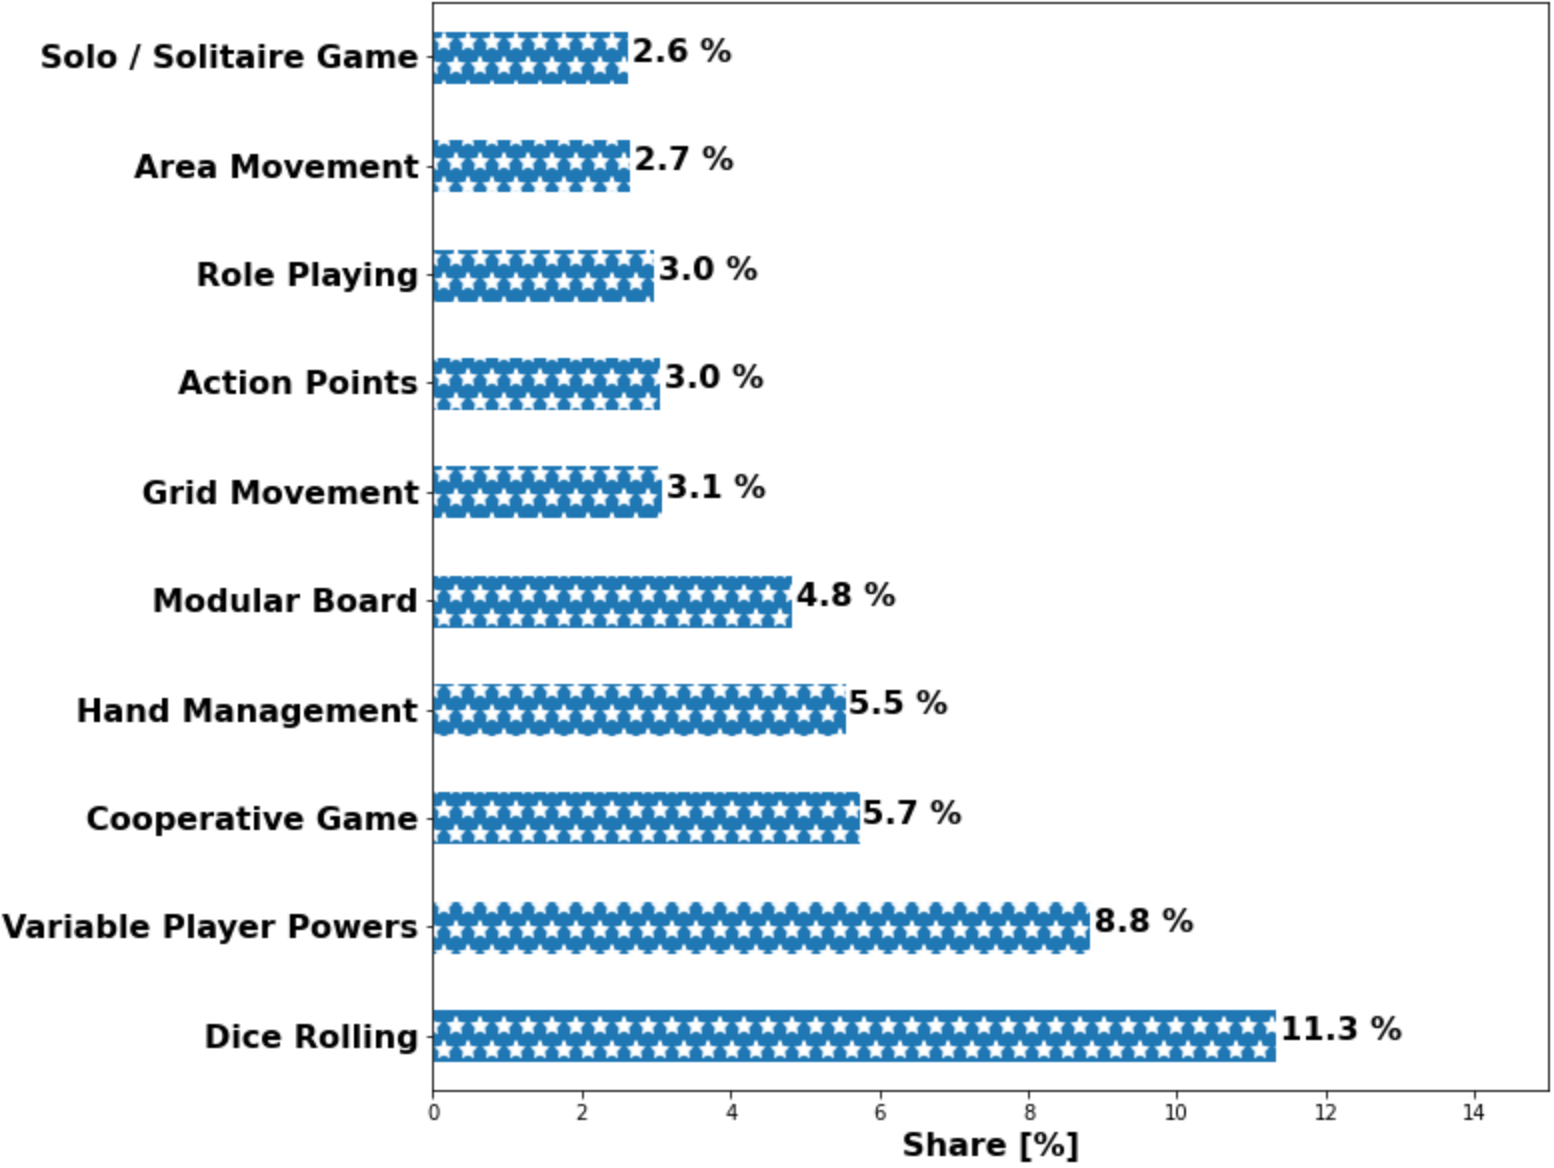 Solo / Solitaire Game 2.6 %
Area Movement 2.7 %
Role Playing 3.0 %
Action Points 3.0 %
Grid Movement 3.1 %
Modular Board 4.8 %
Hand Management 5.5 %
Cooperative Game 5.7 %
Variable Player Powers 8.8 %
Dice Rolling 11.3 %
0 2 4 6 8 10 12 14
Share [%]